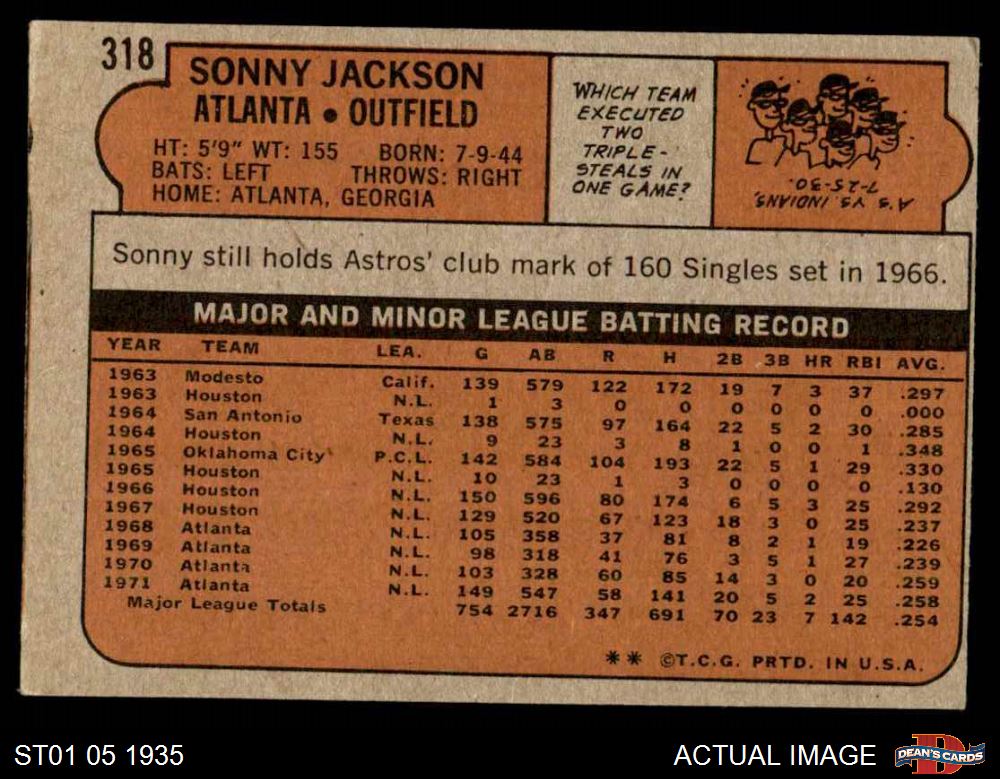 318
SONNY JACKSON
ATLANTA • OUTFIELD
HT: 5'9" WT: 155 BORN: 7-9-44
BATS: LEFT THROWS: RIGHT
HOME: ATLANTA, GEORGIA
WHICH TEAM
EXECUTED
TWO
TRIPLE-
STEALS IN
ONE GAME?
A'S VS. INDIANS,
7-25-30.
Sonny still holds Astros' club mark of 160 Singles set in 1966.
MAJOR AND MINOR LEAGUE BATTING RECORD
YEAR TEAM LEA. G AB R H 2B 3B HR RBI AVG.
1963 Modesto Calif. 139 579 122 172 19 7 3 37 .297
1963 Houston N.L. 1 3 0 0 0 0 0 0 .000
1964 San Antonio Texas 138 575 97 164 22 5 2 30 .285
1964 Houston N.L. 9 23 3 8 1 0 0 1 .348
1965 Oklahoma City P.C.L. 142 584 104 193 22 5 1 29 .330
1965 Houston N.L. 10 23 1 3 0 0 0 0 .130
1966 Houston N.L. 150 596 80 174 6 5 3 25 .292
1967 Houston N.L. 129 520 67 123 18 3 0 25 .237
1968 Atlanta N.L. 105 358 37 81 8 2 1 19 .226
1969 Atlanta N.L. 98 318 41 76 3 5 1 27 .239
1970 Atlanta N.L. 103 328 60 85 14 3 0 20 .259
1971 Atlanta N.L. 149 547 58 141 20 5 2 25 .258
Major League Totals 754 2716 347 691 70 23 7 142 .254
** ©T.C.G. PRTD. IN U.S.A.
ST01 05 1935
ACTUAL IMAGE
D
DEAN'S CARDS